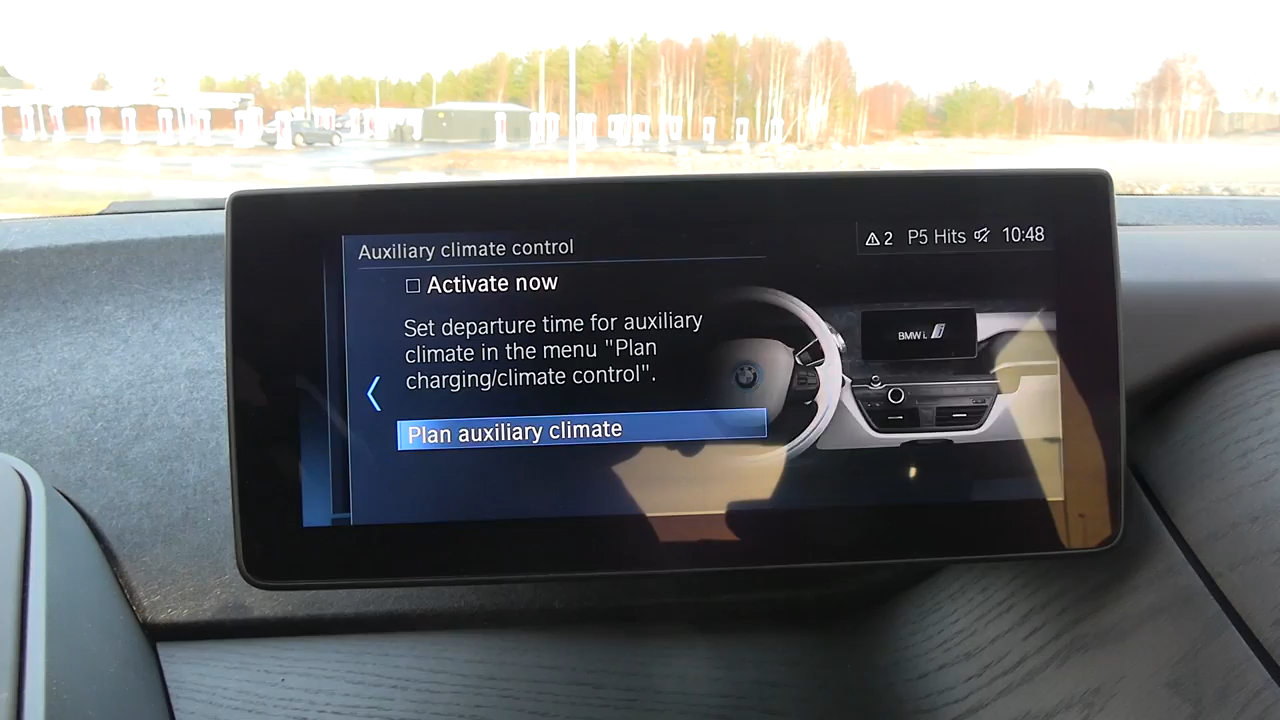 Auxiliary climate control
2 P5 Hits 10:48
Activate now
Set departure time for auxiliary
climate in the menu "Plan
charging/climate control".
Plan auxiliary climate
BMW i